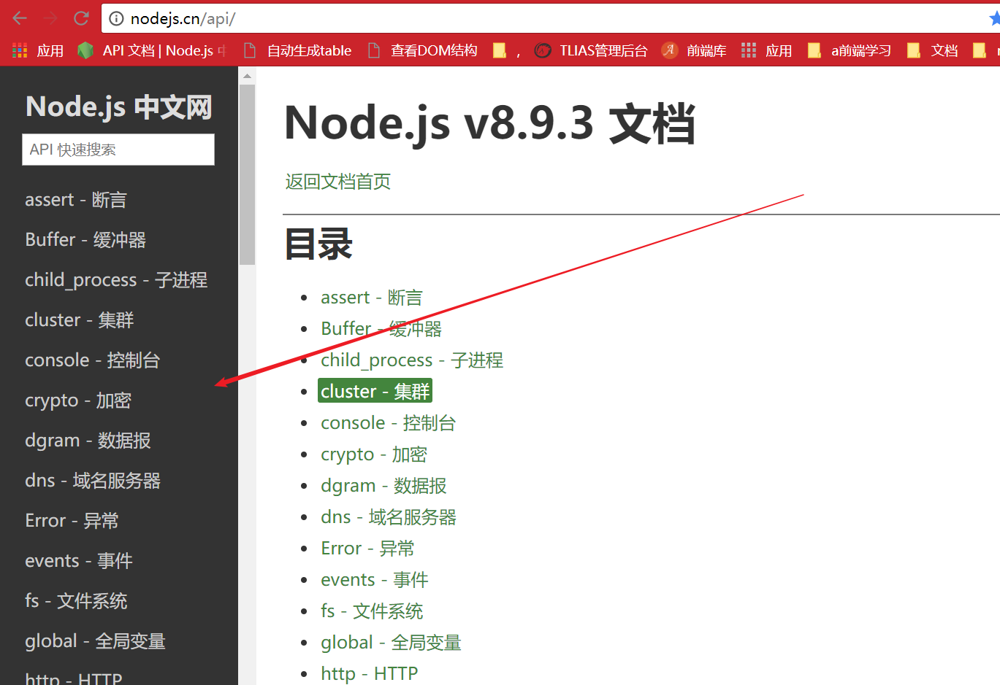 nodejs.cn/api/
应用 API 文档 | Node.js 自动生成table 查看DOM结构 , TLIAS管理后台 前端库 应用 a前端学习 文档
Node.js 中文网
API 快速搜索
assert - 断言
Buffer - 缓冲器
child_process - 子进程
cluster - 集群
console - 控制台
crypto - 加密
dgram - 数据报
dns - 域名服务器
Error - 异常
events - 事件
fs - 文件系统
global - 全局变量
http - HTTP
Node.js v8.9.3 文档
返回文档首页
目录
assert - 断言
Buffer - 缓冲器
child_process - 子进程
cluster - 集群
console - 控制台
crypto - 加密
dgram - 数据报
dns - 域名服务器
Error - 异常
events - 事件
fs - 文件系统
global - 全局变量
http - HTTP